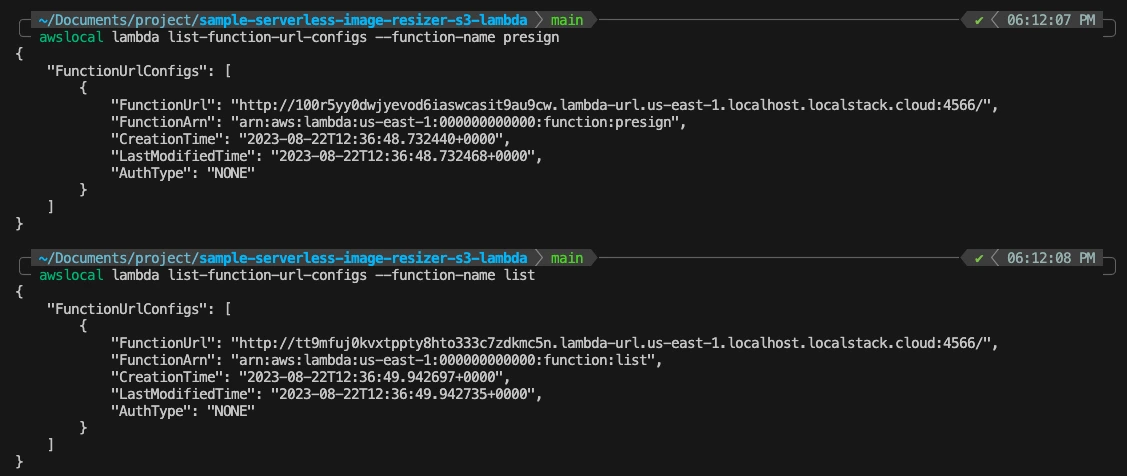 ~/Documents/project/sample-serverless-image-resizer-s3-lambda main ✔ 06:12:07 PM
awslocal lambda list-function-url-configs --function-name presign
{
    "FunctionUrlConfigs": [
        {
            "FunctionUrl": "http://100r5yy0dwjyevod6iaswcasit9au9cw.lambda-url.us-east-1.localhost.localstack.cloud:4566/",
            "FunctionArn": "arn:aws:lambda:us-east-1:000000000000:function:presign",
            "CreationTime": "2023-08-22T12:36:48.732440+0000",
            "LastModifiedTime": "2023-08-22T12:36:48.732468+0000",
            "AuthType": "NONE"
        }
    ]
}
~/Documents/project/sample-serverless-image-resizer-s3-lambda main ✔ 06:12:08 PM
awslocal lambda list-function-url-configs --function-name list
{
    "FunctionUrlConfigs": [
        {
            "FunctionUrl": "http://tt9mfuj0kvxtppty8hto333c7zdkmc5n.lambda-url.us-east-1.localhost.localstack.cloud:4566/",
            "FunctionArn": "arn:aws:lambda:us-east-1:000000000000:function:list",
            "CreationTime": "2023-08-22T12:36:49.942697+0000",
            "LastModifiedTime": "2023-08-22T12:36:49.942735+0000",
            "AuthType": "NONE"
        }
    ]
}